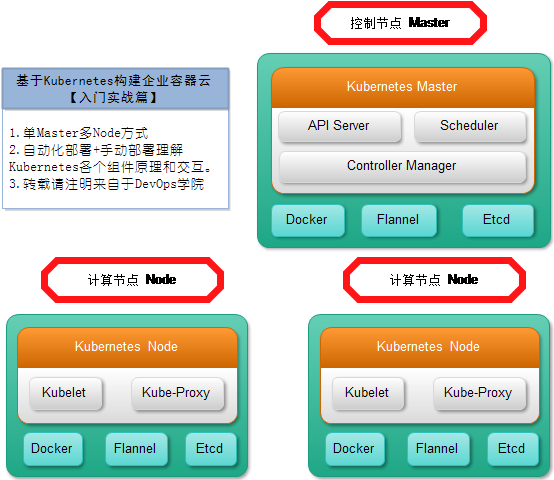 控制节点 Master
基于Kubernetes构建企业容器云
【入门实战篇】
1.单Master多Node方式
2.自动化部署+手动部署理解
Kubernetes各个组件原理和交互。
3.转载请注明来自于DevOps学院
Kubernetes Master
API Server
Scheduler
Controller Manager
Docker
Flannel
Etcd
计算节点 Node
计算节点 Node
Kubernetes Node
Kubelet
Kube-Proxy
Docker
Flannel
Etcd
Kubernetes Node
Kubelet
Kube-Proxy
Docker
Flannel
Etcd